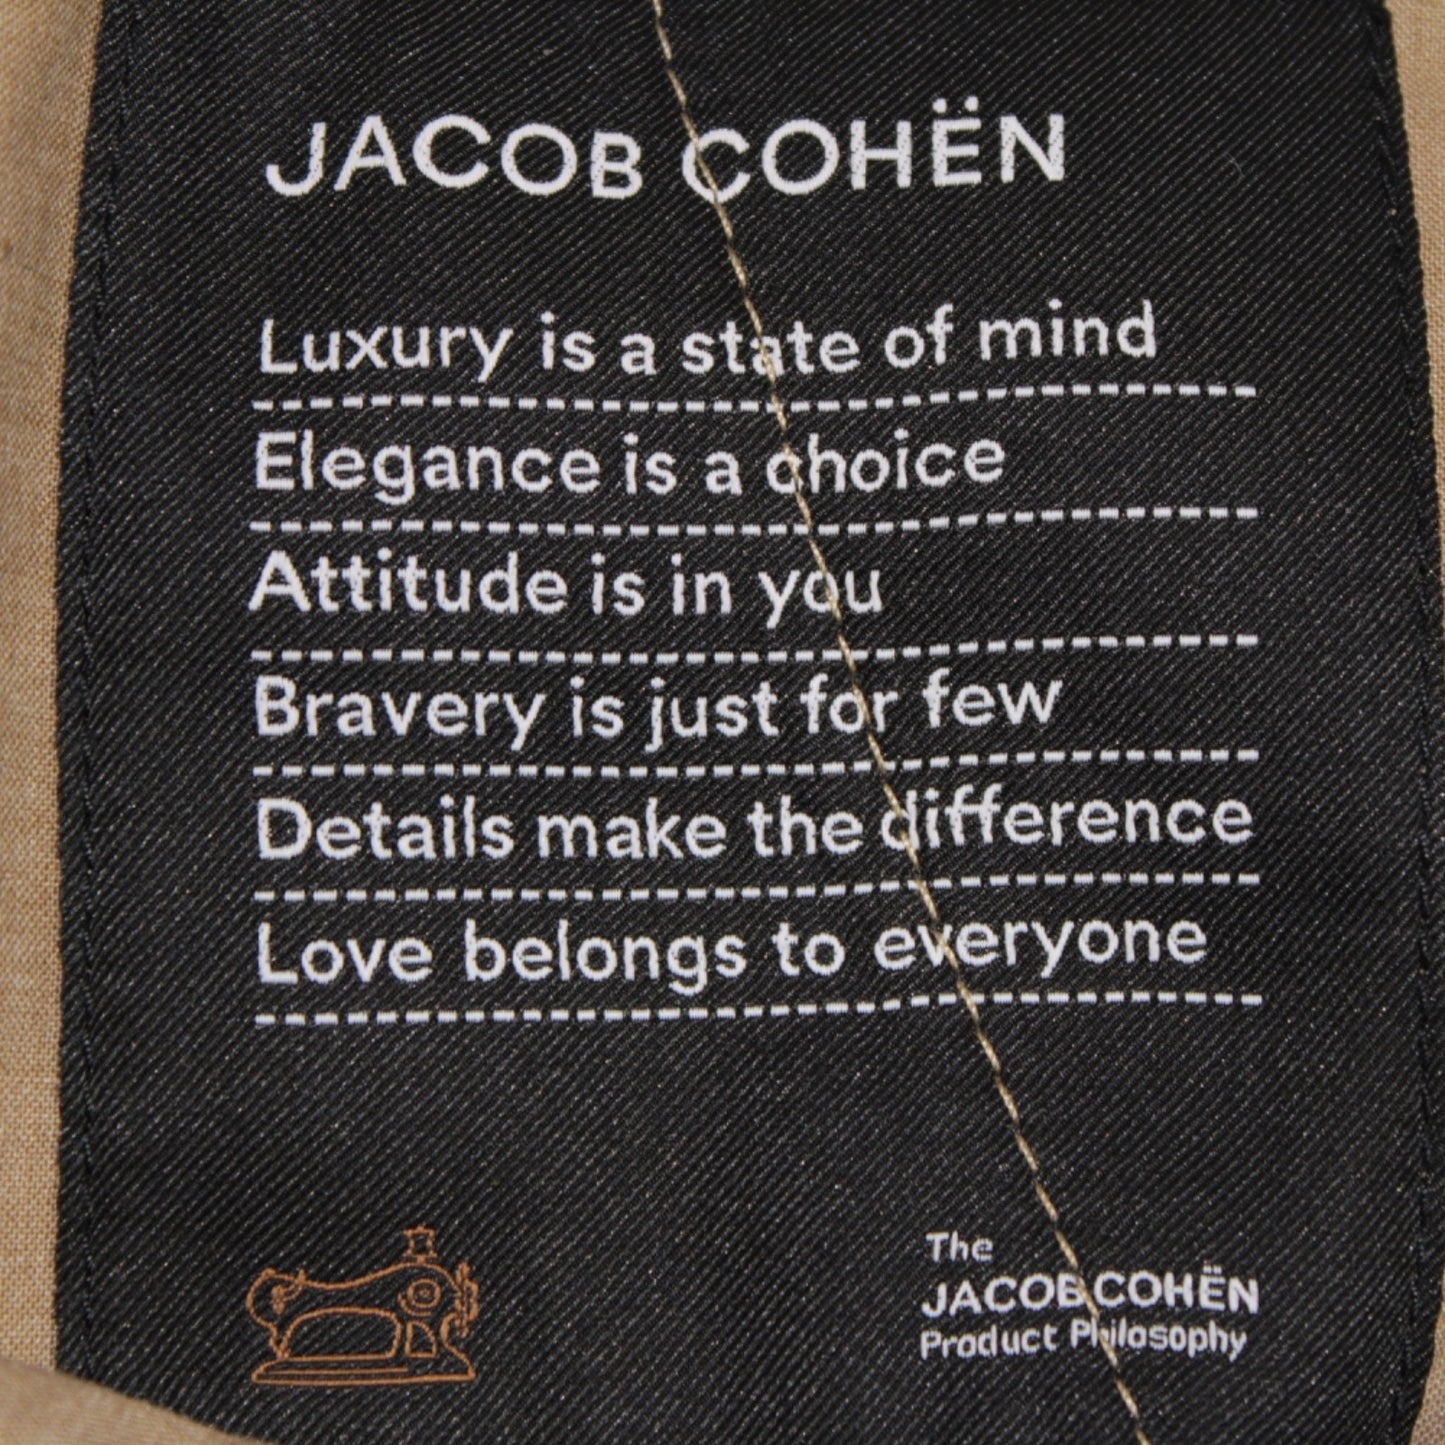 JACOB COHËN
Luxury is a state of mind
Elegance is a choice
Attitude is in you
Bravery is just for few
Details make the difference
Love belongs to everyone
The
JACOB COHËN
Product Philosophy